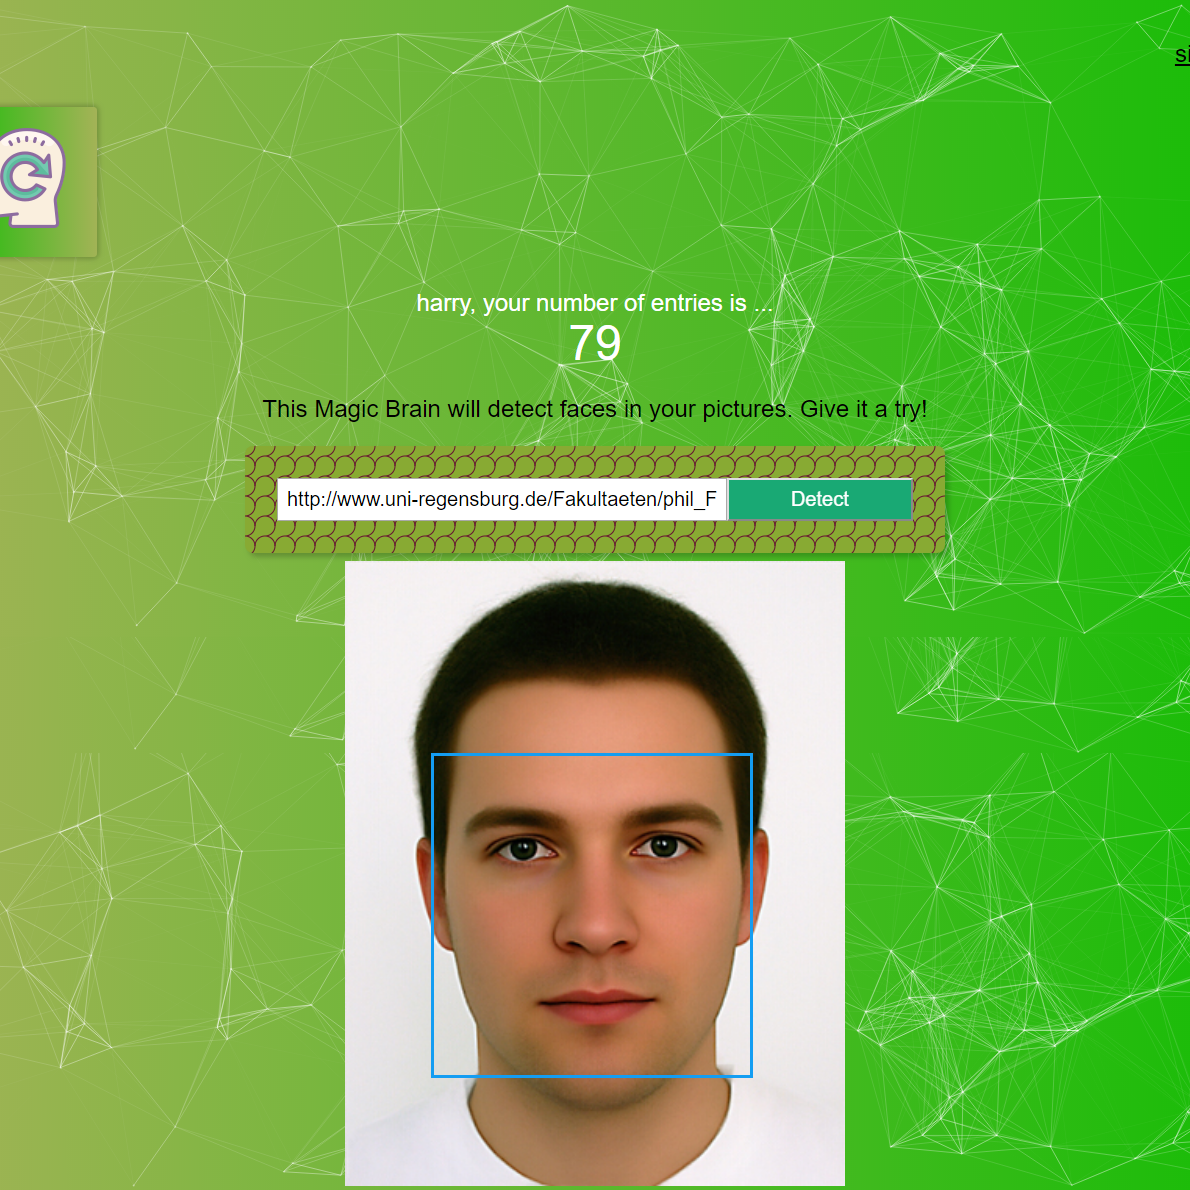 si
harry, your number of entries is ...
79
This Magic Brain will detect faces in your pictures. Give it a try!
http://www.uni-regensburg.de/Fakultaeten/phil_F
Detect